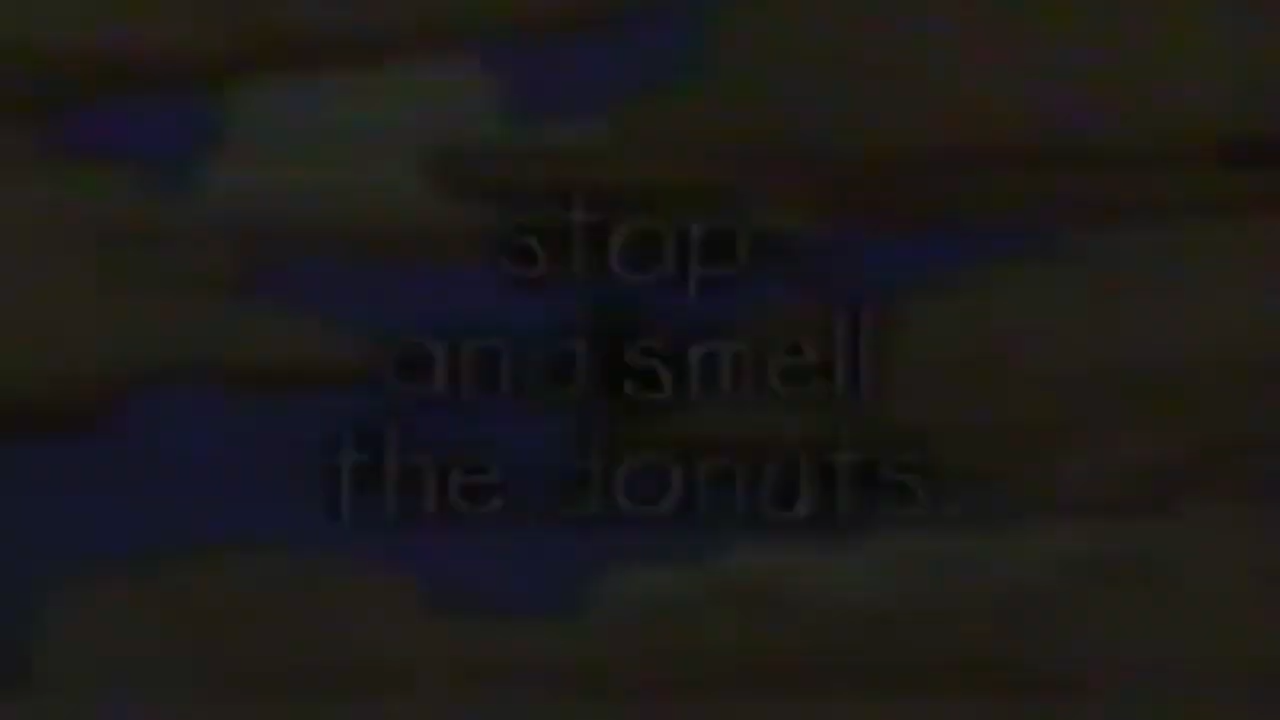 stop
and smell
the donuts.